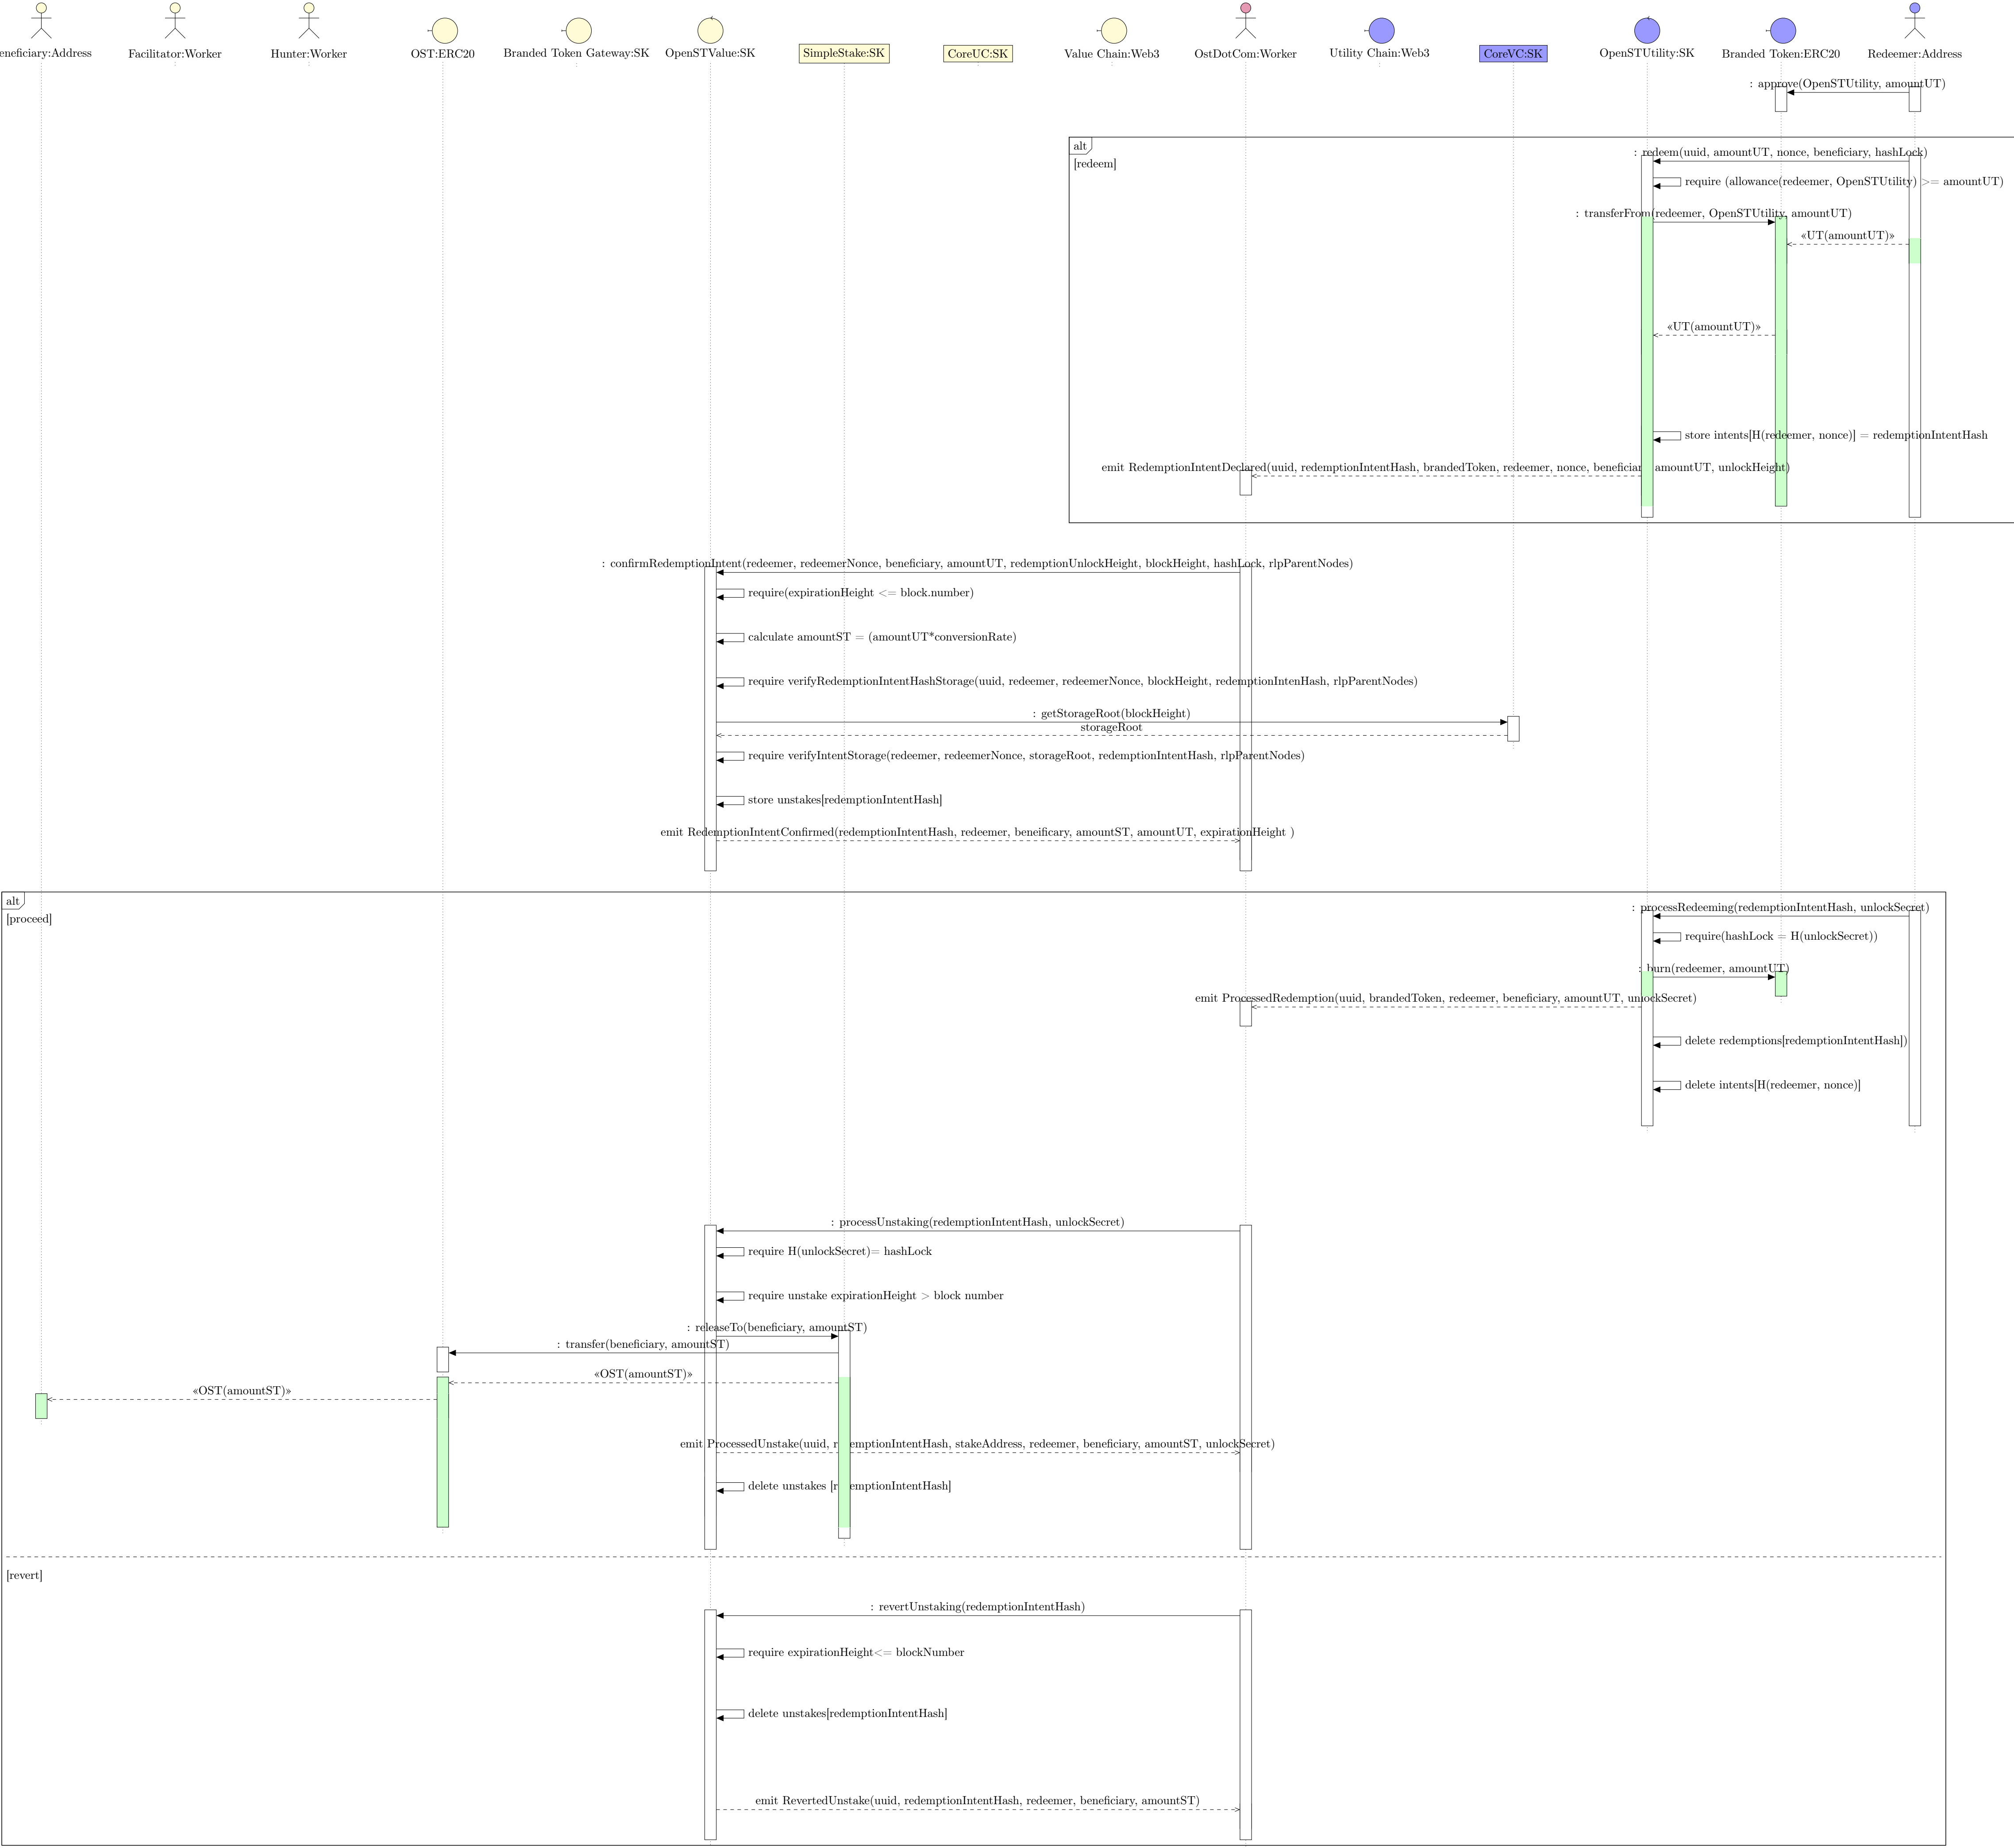 eneficiary:Address
Facilitator:Worker
Hunter:Worker
OST:ERC20
Branded Token Gateway:SK
OpenSTValue:SK
SimpleStake:SK
CoreUC:SK
Value Chain:Web3
OstDotCom:Worker
Utility Chain:Web3
CoreVC:SK
OpenSTUtility:SK
Branded Token:ERC20
Redeemer:Address
: approve(OpenSTUtility, amountUT)
alt
[redeem]
: redeem(uuid, amountUT, nonce, beneficiary, hashLock)
require (allowance(redeemer, OpenSTUtility) >= amountUT)
: transferFrom(redeemer, OpenSTUtility, amountUT)
«UT(amountUT)»
«UT(amountUT)»
store intents[H(redeemer, nonce)] = redemptionIntentHash
emit RedemptionIntentDeclared(uuid, redemptionIntentHash, brandedToken, redeemer, nonce, beneficiary, amountUT, unlockHeight)
: confirmRedemptionIntent(redeemer, redeemerNonce, beneficiary, amountUT, redemptionUnlockHeight, blockHeight, hashLock, rlpParentNodes)
require(expirationHeight <= block.number)
calculate amountST = (amountUT*conversionRate)
require verifyRedemptionIntentHashStorage(uuid, redeemer, redeemerNonce, blockHeight, redemptionIntenHash, rlpParentNodes)
: getStorageRoot(blockHeight)
storageRoot
require verifyIntentStorage(redeemer, redeemerNonce, storageRoot, redemptionIntentHash, rlpParentNodes)
store unstakes[redemptionIntentHash]
emit RedemptionIntentConfirmed(redemptionIntentHash, redeemer, beneificary, amountST, amountUT, expirationHeight )
alt
[proceed]
: processRedeeming(redemptionIntentHash, unlockSecret)
require(hashLock = H(unlockSecret))
: burn(redeemer, amountUT)
emit ProcessedRedemption(uuid, brandedToken, redeemer, beneficiary, amountUT, unlockSecret)
delete redemptions[redemptionIntentHash])
delete intents[H(redeemer, nonce)]
: processUnstaking(redemptionIntentHash, unlockSecret)
require H(unlockSecret)= hashLock
require unstake expirationHeight > block number
: releaseTo(beneficiary, amountST)
: transfer(beneficiary, amountST)
«OST(amountST)»
«OST(amountST)»
emit ProcessedUnstake(uuid, redemptionIntentHash, stakeAddress, redeemer, beneficiary, amountST, unlockSecret)
delete unstakes [redemptionIntentHash]
[revert]
: revertUnstaking(redemptionIntentHash)
require expirationHeight<= blockNumber
delete unstakes[redemptionIntentHash]
emit RevertedUnstake(uuid, redemptionIntentHash, redeemer, beneficiary, amountST)